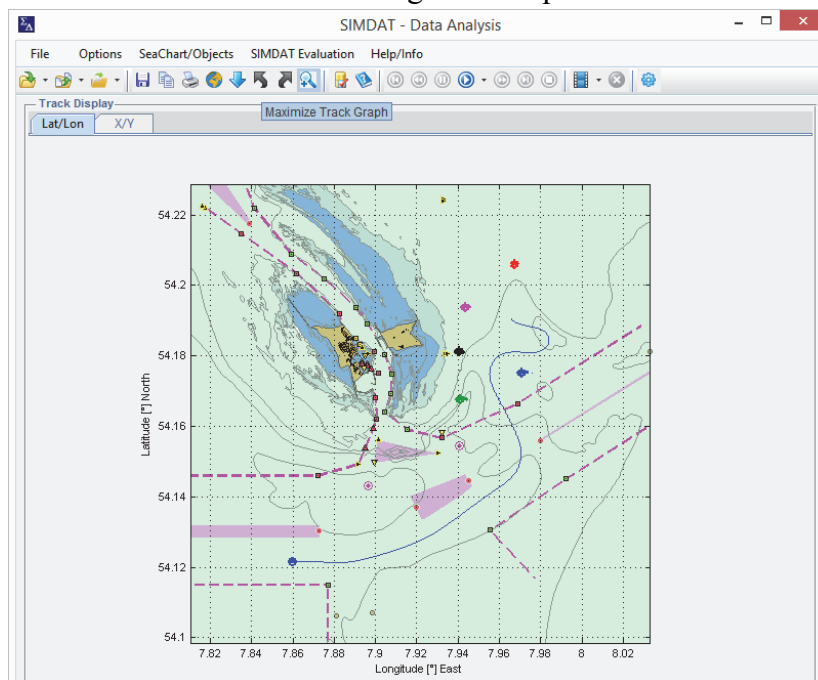 SIMDAT - Data Analysis
File Options SeaChart/Objects SIMDAT Evaluation Help/Info
Maximize Track Graph
Track Display
Lat/Lon X/Y
54.22
54.2
54.18
54.16
54.14
54.12
54.1
Latitude [°] North
7.82 7.84 7.86 7.88 7.9 7.92 7.94 7.96 7.98 8 8.02
Longitude [°] East